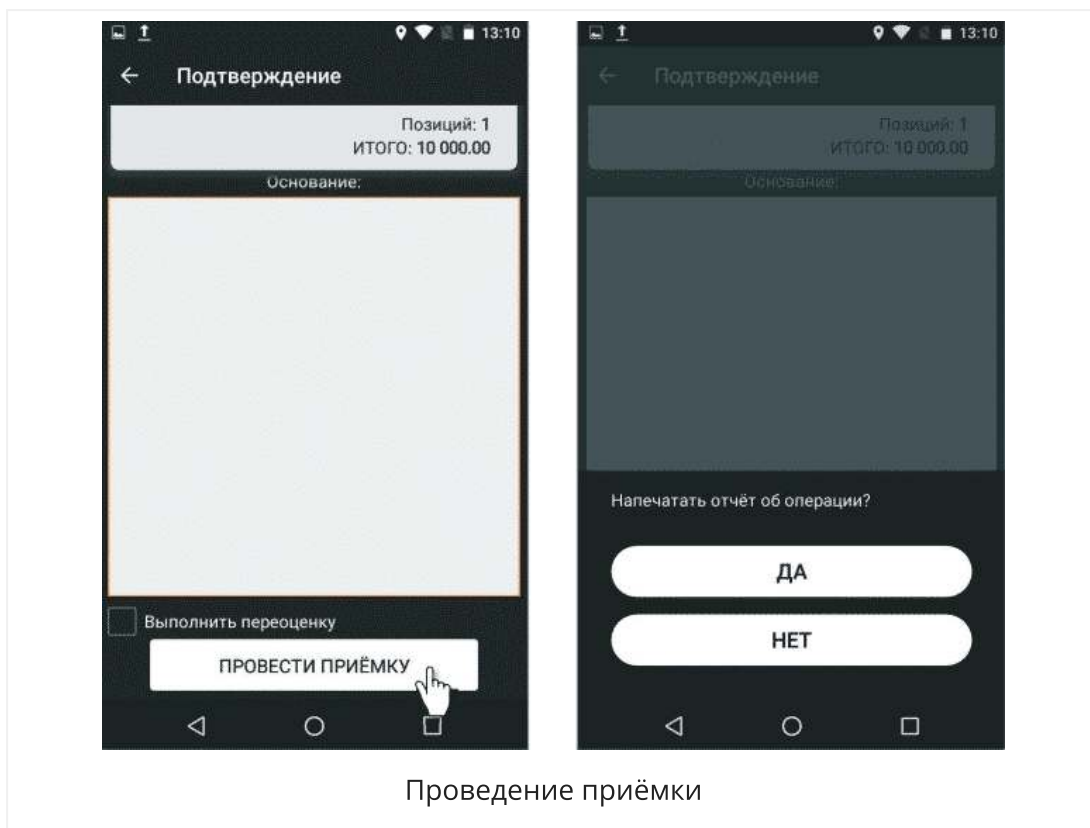 13:10
Подтверждение
Позиций: 1
ИТОГО: 10 000.00
Основание:
Выполнить переоценку
ПРОВЕСТИ ПРИЁМКУ
13:10
Подтверждение
Позиций: 1
ИТОГО: 10 000.00
Основание:
Напечатать отчёт об операции?
ДА
НЕТ
Проведение приёмки